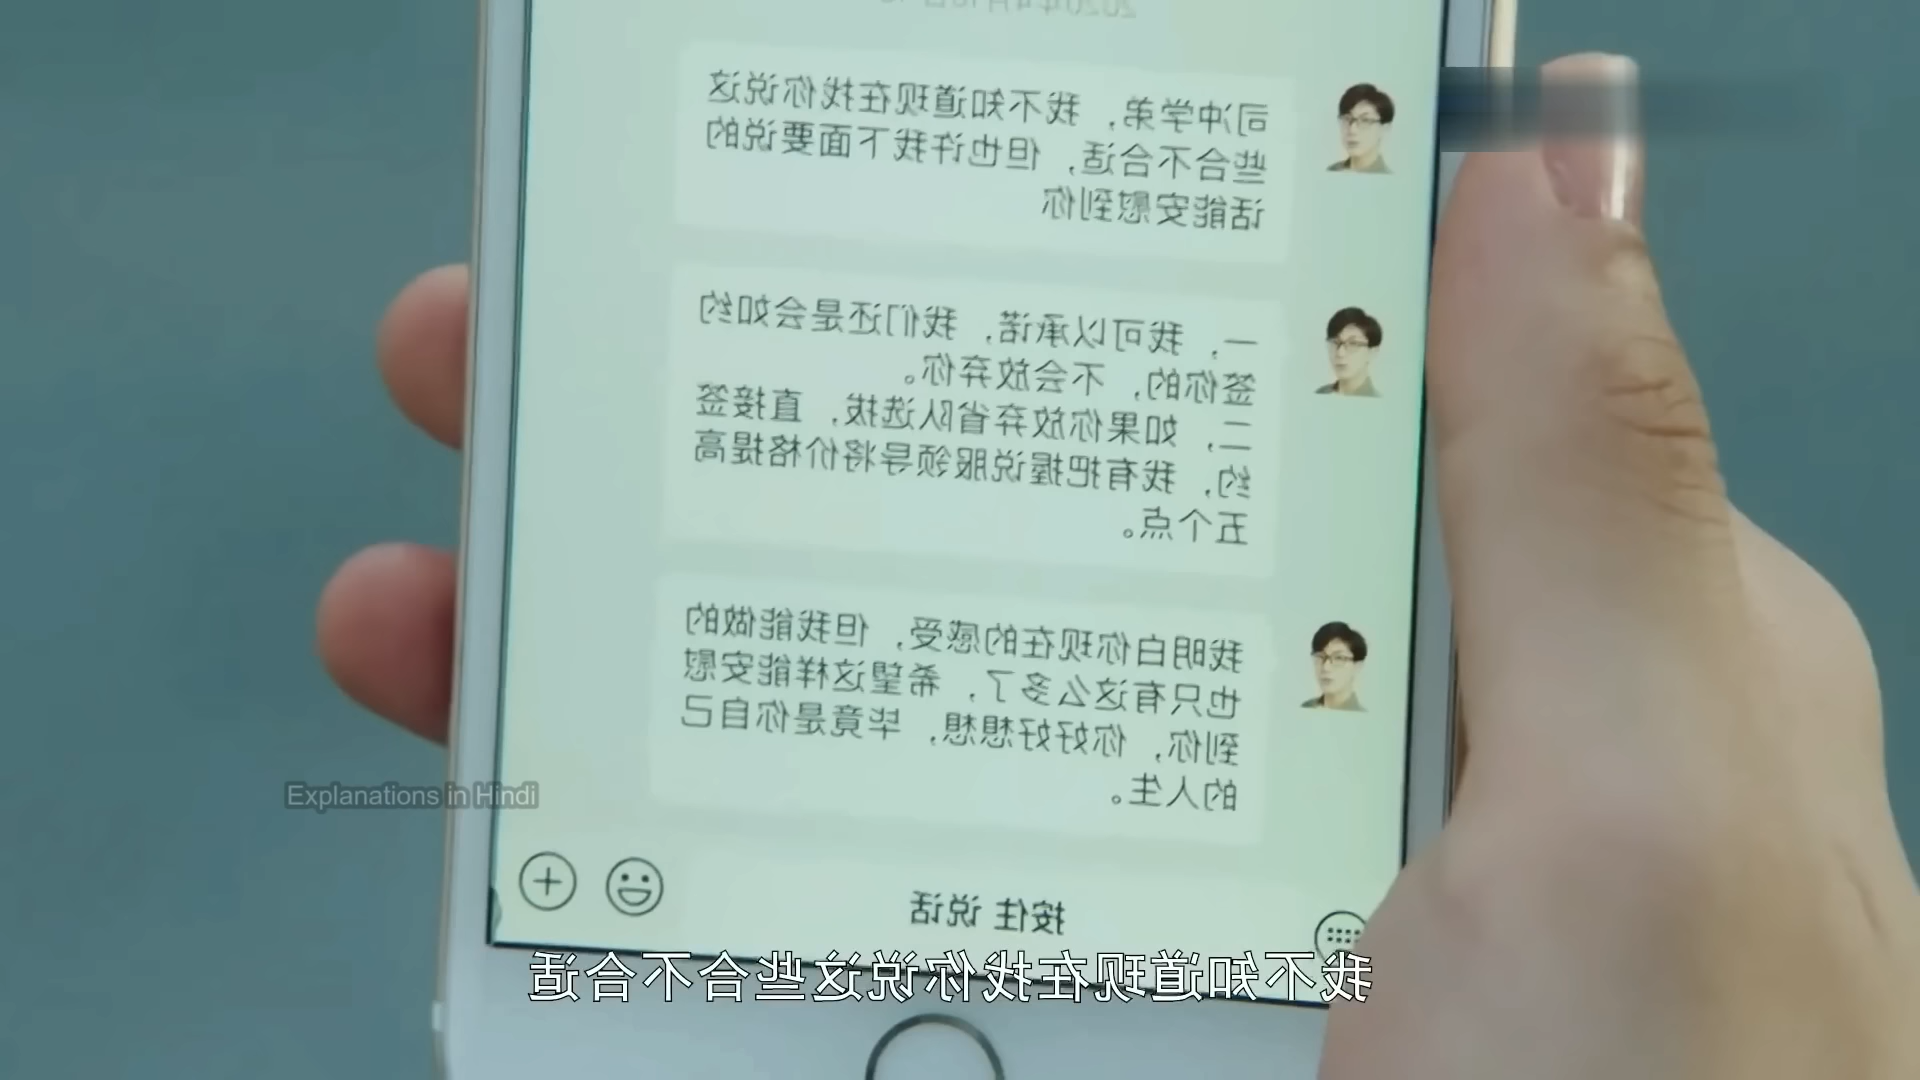 司冲学弟，我不知道现在找你说这
些合不合适，但也许我下面要说的
话能安慰到你
一，我可以承诺，我们还是会如约
签你的，不会放弃你。
二，如果你放弃省队选拔，直接签
约，我有把握说服领导将价格提高
五个点。
我明白你现在的感受，但我能做的
也只有这么多了，希望这样能安慰
到你，你好好想想，毕竟是你自己
的人生。
Explanations in Hindi
按住 说话
我不知道现在找你说这些合不合适